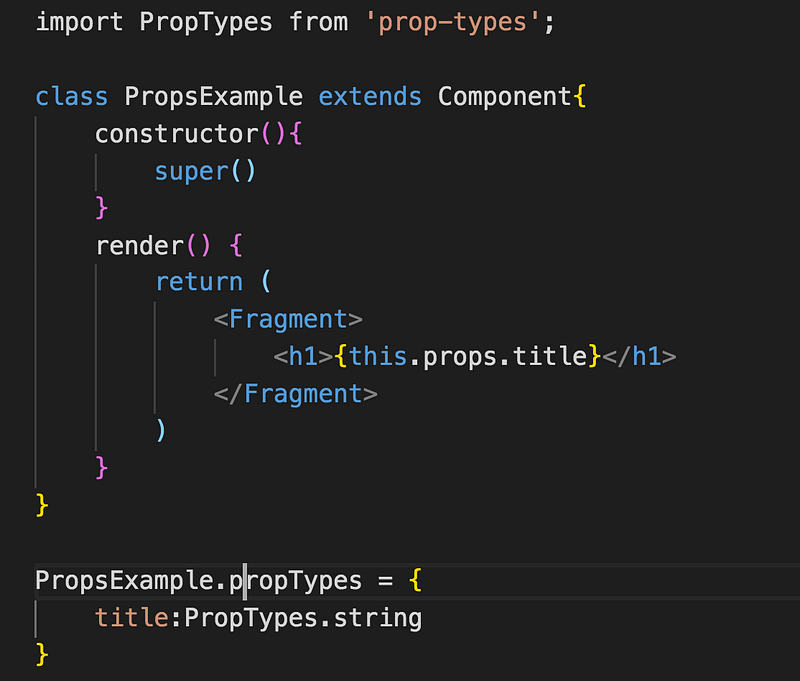 import PropTypes from 'prop-types';
class PropsExample extends Component{
constructor(){
super()
}
render() {
return (
<Fragment>
<h1>{this.props.title}</h1>
</Fragment>
)
}
}
PropsExample.propTypes = {
title:PropTypes.string
}